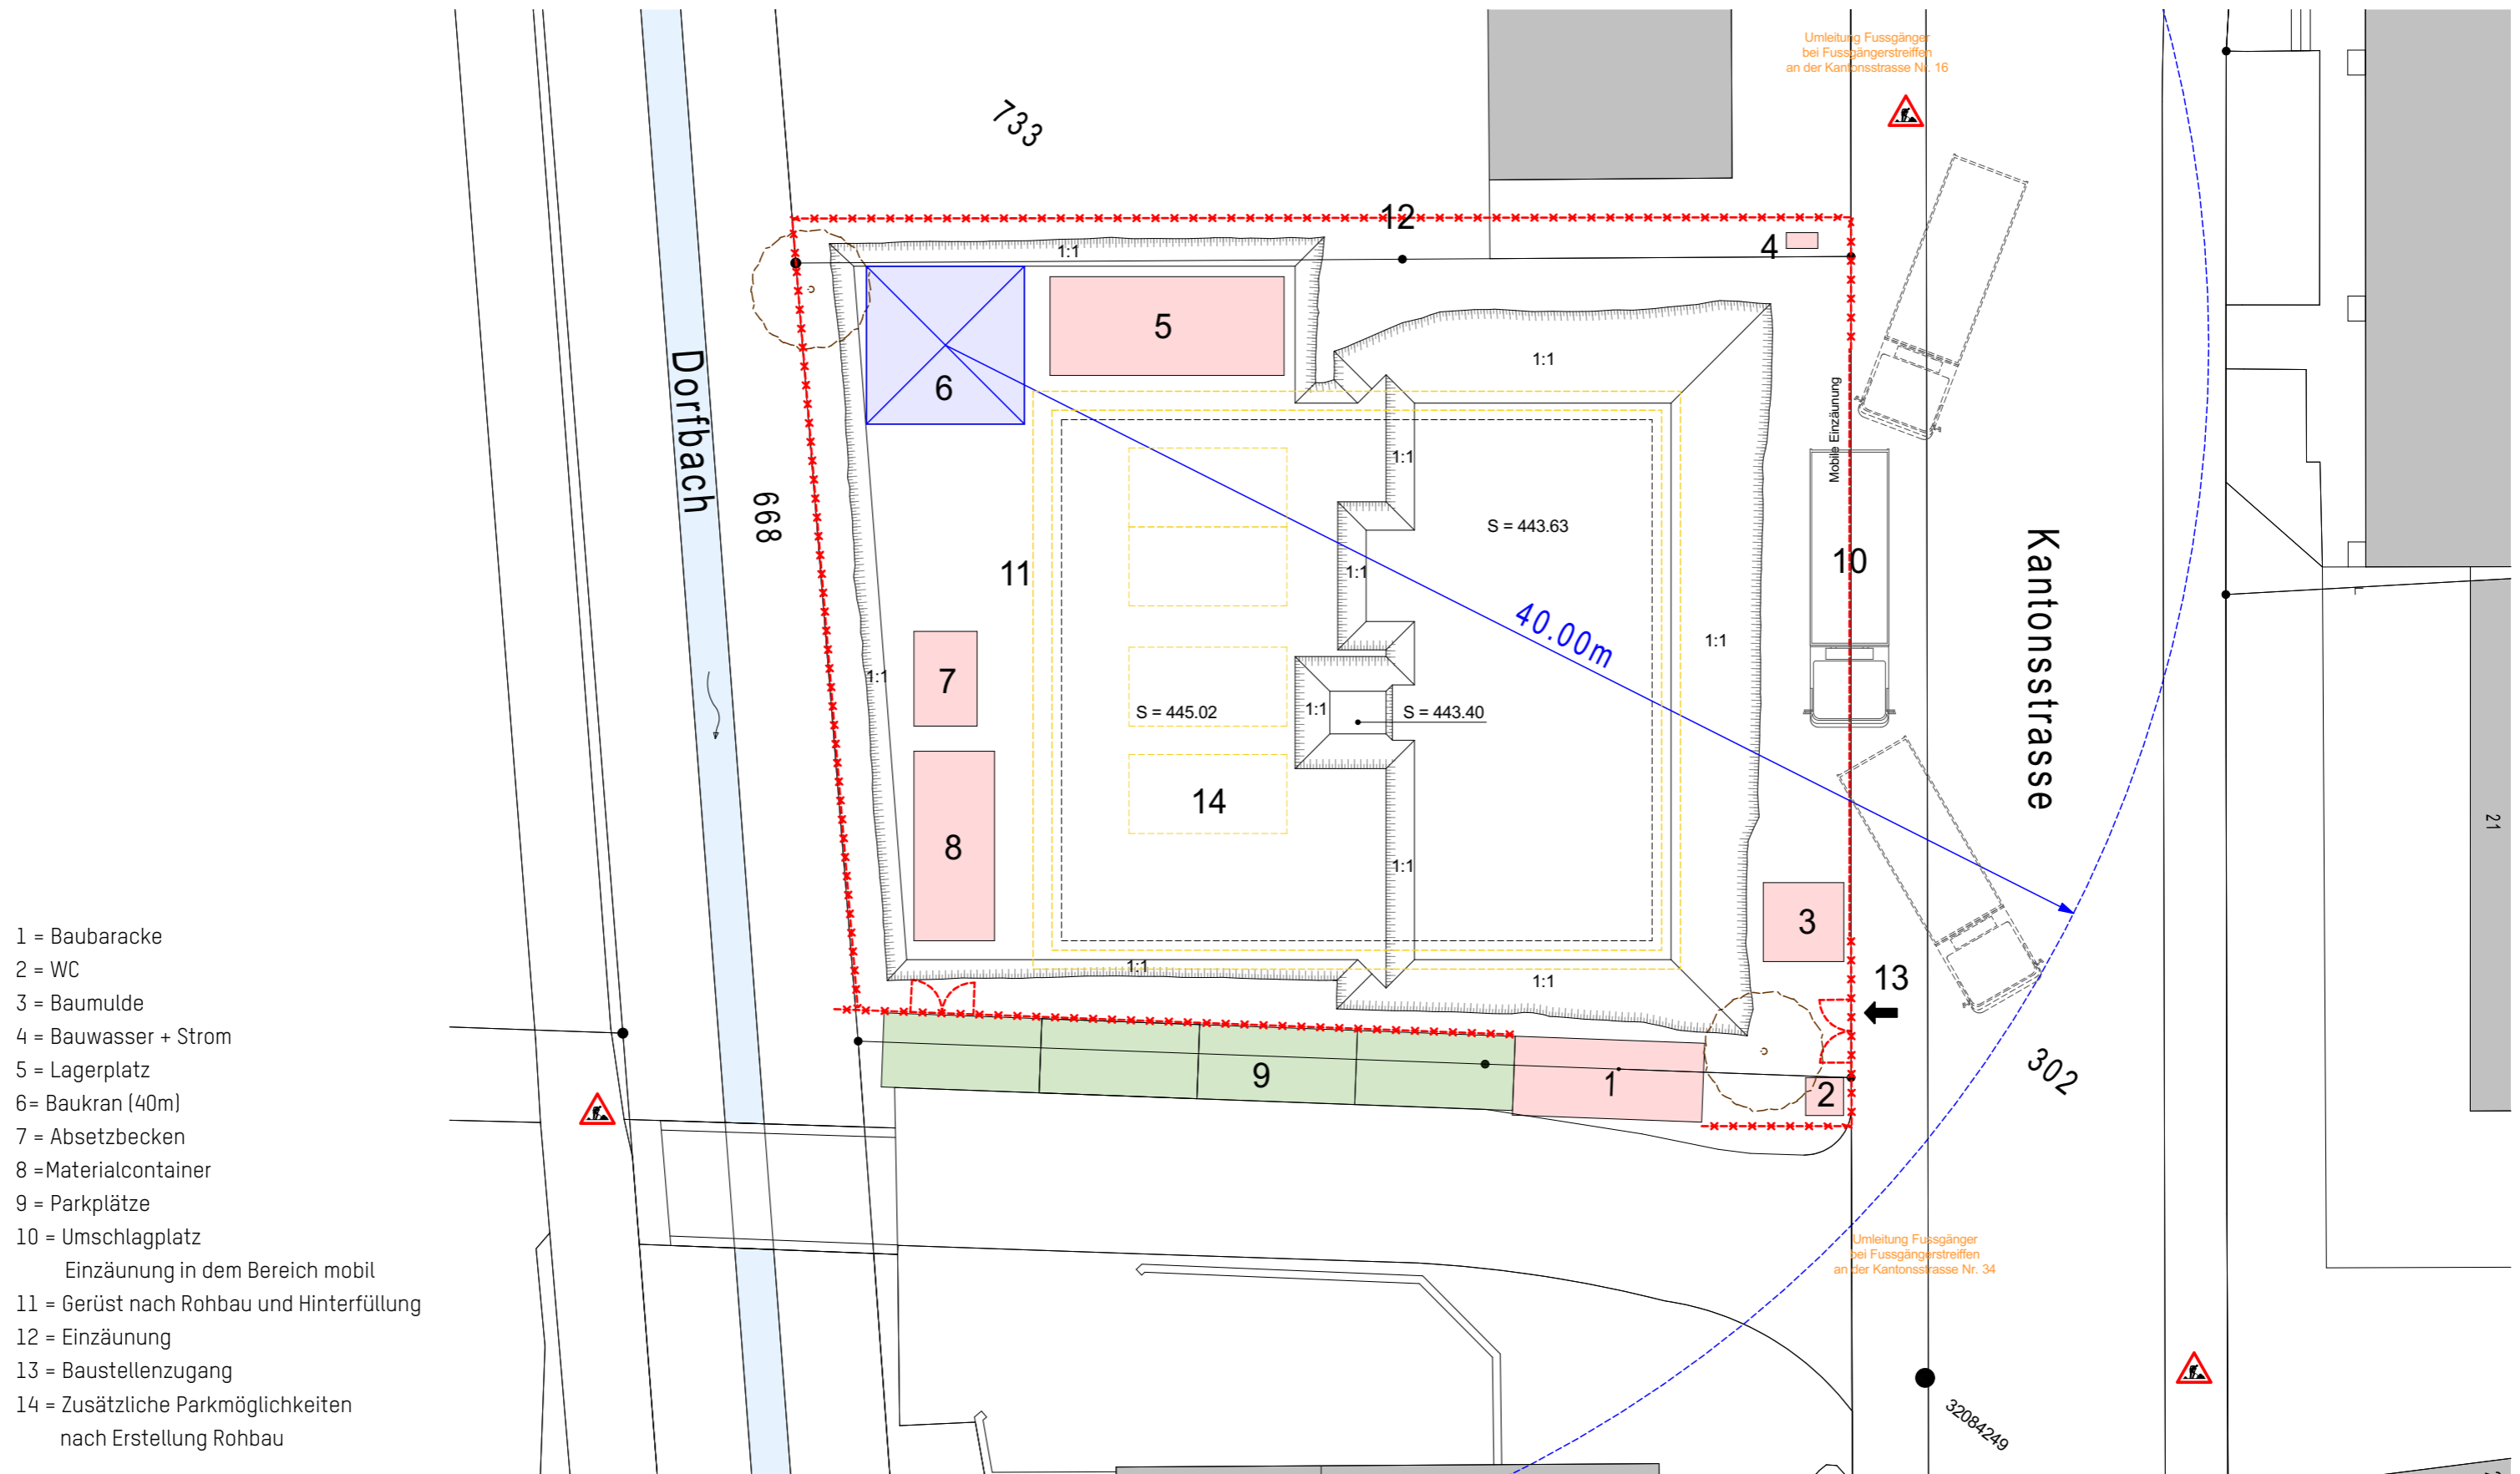 Umleitung Fussgänger
bei Fussgängerstreifen
an der Kantonsstrasse Nr. 16
733
12
4
1:1
5
1:1
6
Dorfbach
668
Mobile Einzäunung
1:1
S = 443.63
10
Kantonsstrasse
11
1:1
40.00m
1:1
7
1:1
S = 445.02
1:1
S = 443.40
14
8
1:1
21
3
1:1
1:1
13
9
1
2
302
1 = Baubaracke
2 = WC
3 = Baumulde
4 = Bauwasser + Strom
5 = Lagerplatz
6= Baukran (40m)
7 = Absetzbecken
8 =Materialcontainer
9 = Parkplätze
10 = Umschlagplatz
Einzäunung in dem Bereich mobil
11 = Gerüst nach Rohbau und Hinterfüllung
12 = Einzäunung
13 = Baustellenzugang
14 = Zusätzliche Parkmöglichkeiten
nach Erstellung Rohbau
Umleitung Fussgänger
bei Fussgängerstreifen
an der Kantonsstrasse Nr. 34
32084249